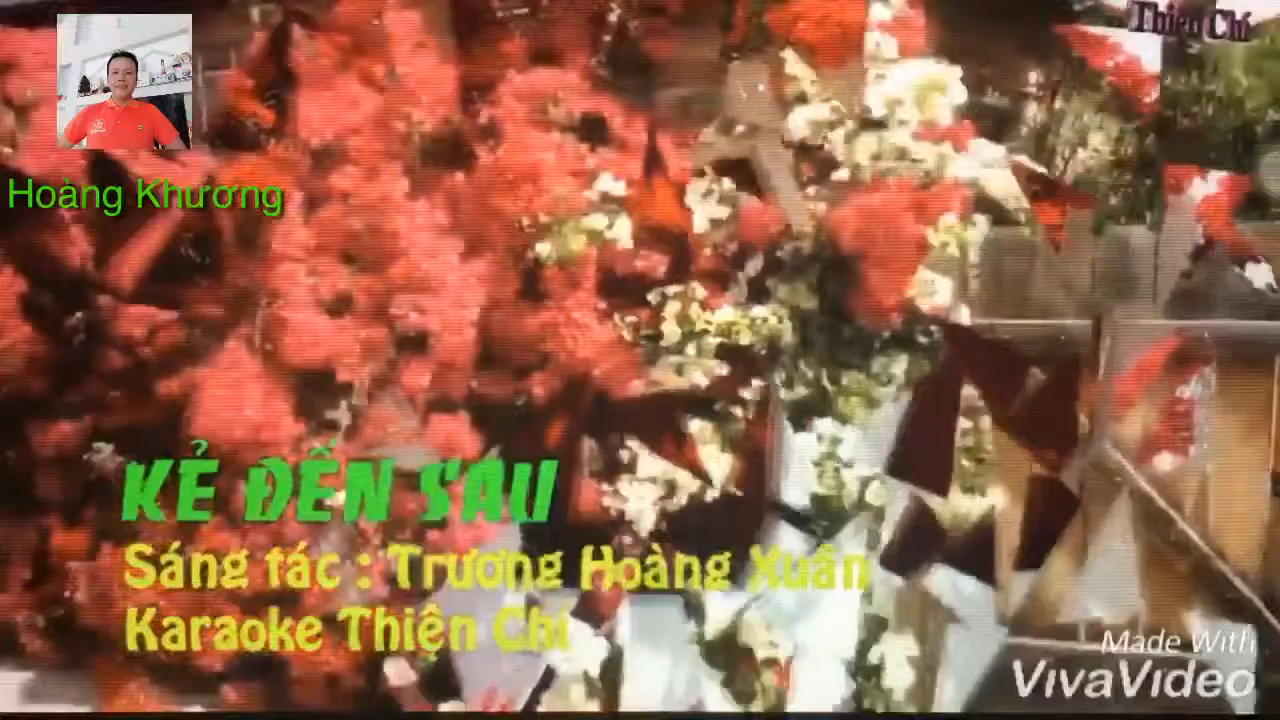 Thiện Chí
Hoàng Khương
KẺ ĐẾN SAU
Sáng tác : Trương Hoàng Xuân
Karaoke Thiện Chí
Made With
VivaVideo